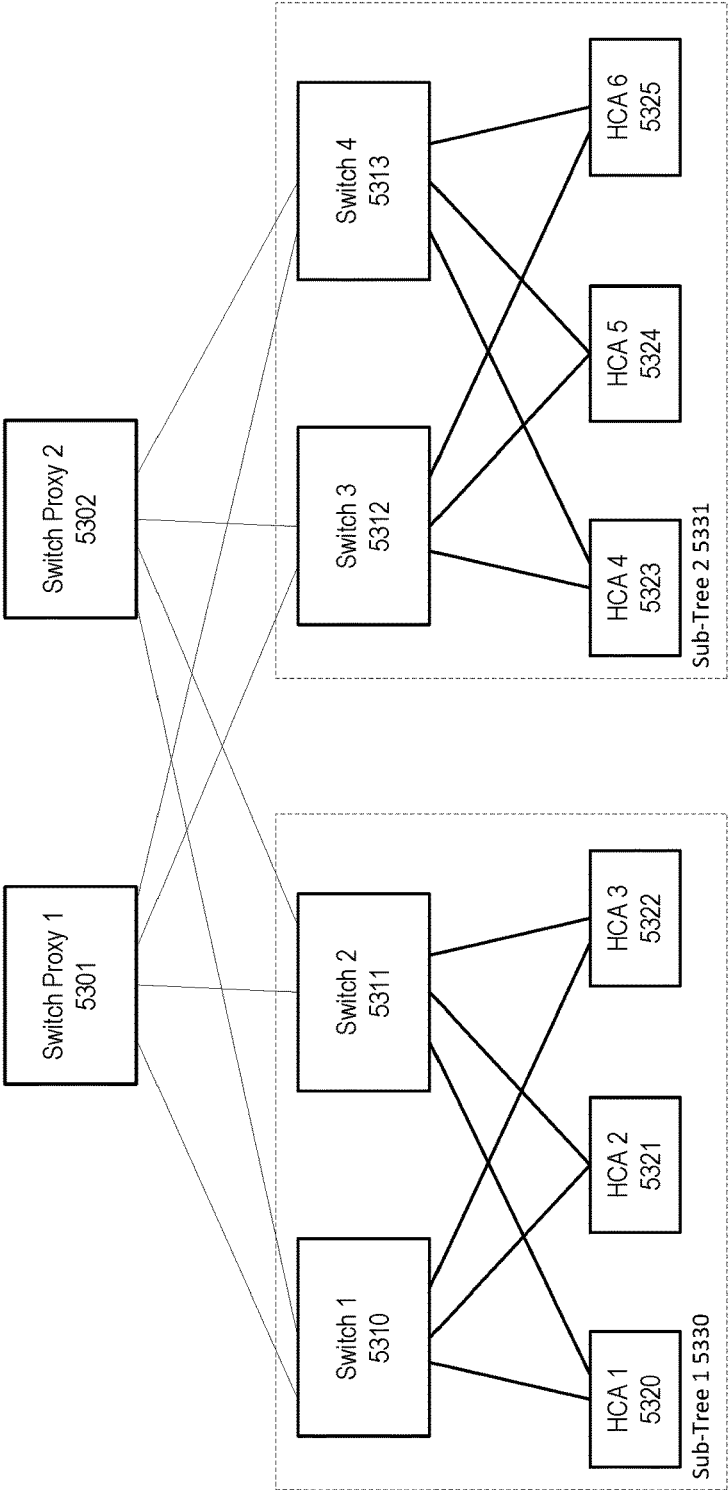 Switch Proxy 1
5301
Switch Proxy 2
5302
Switch 1
5310
Switch 2
5311
Switch 3
5312
Switch 4
5313
HCA 1
5320
HCA 2
5321
HCA 3
5322
HCA 4
5323
HCA 5
5324
HCA 6
5325
Sub-Tree 1 5330
Sub-Tree 2 5331